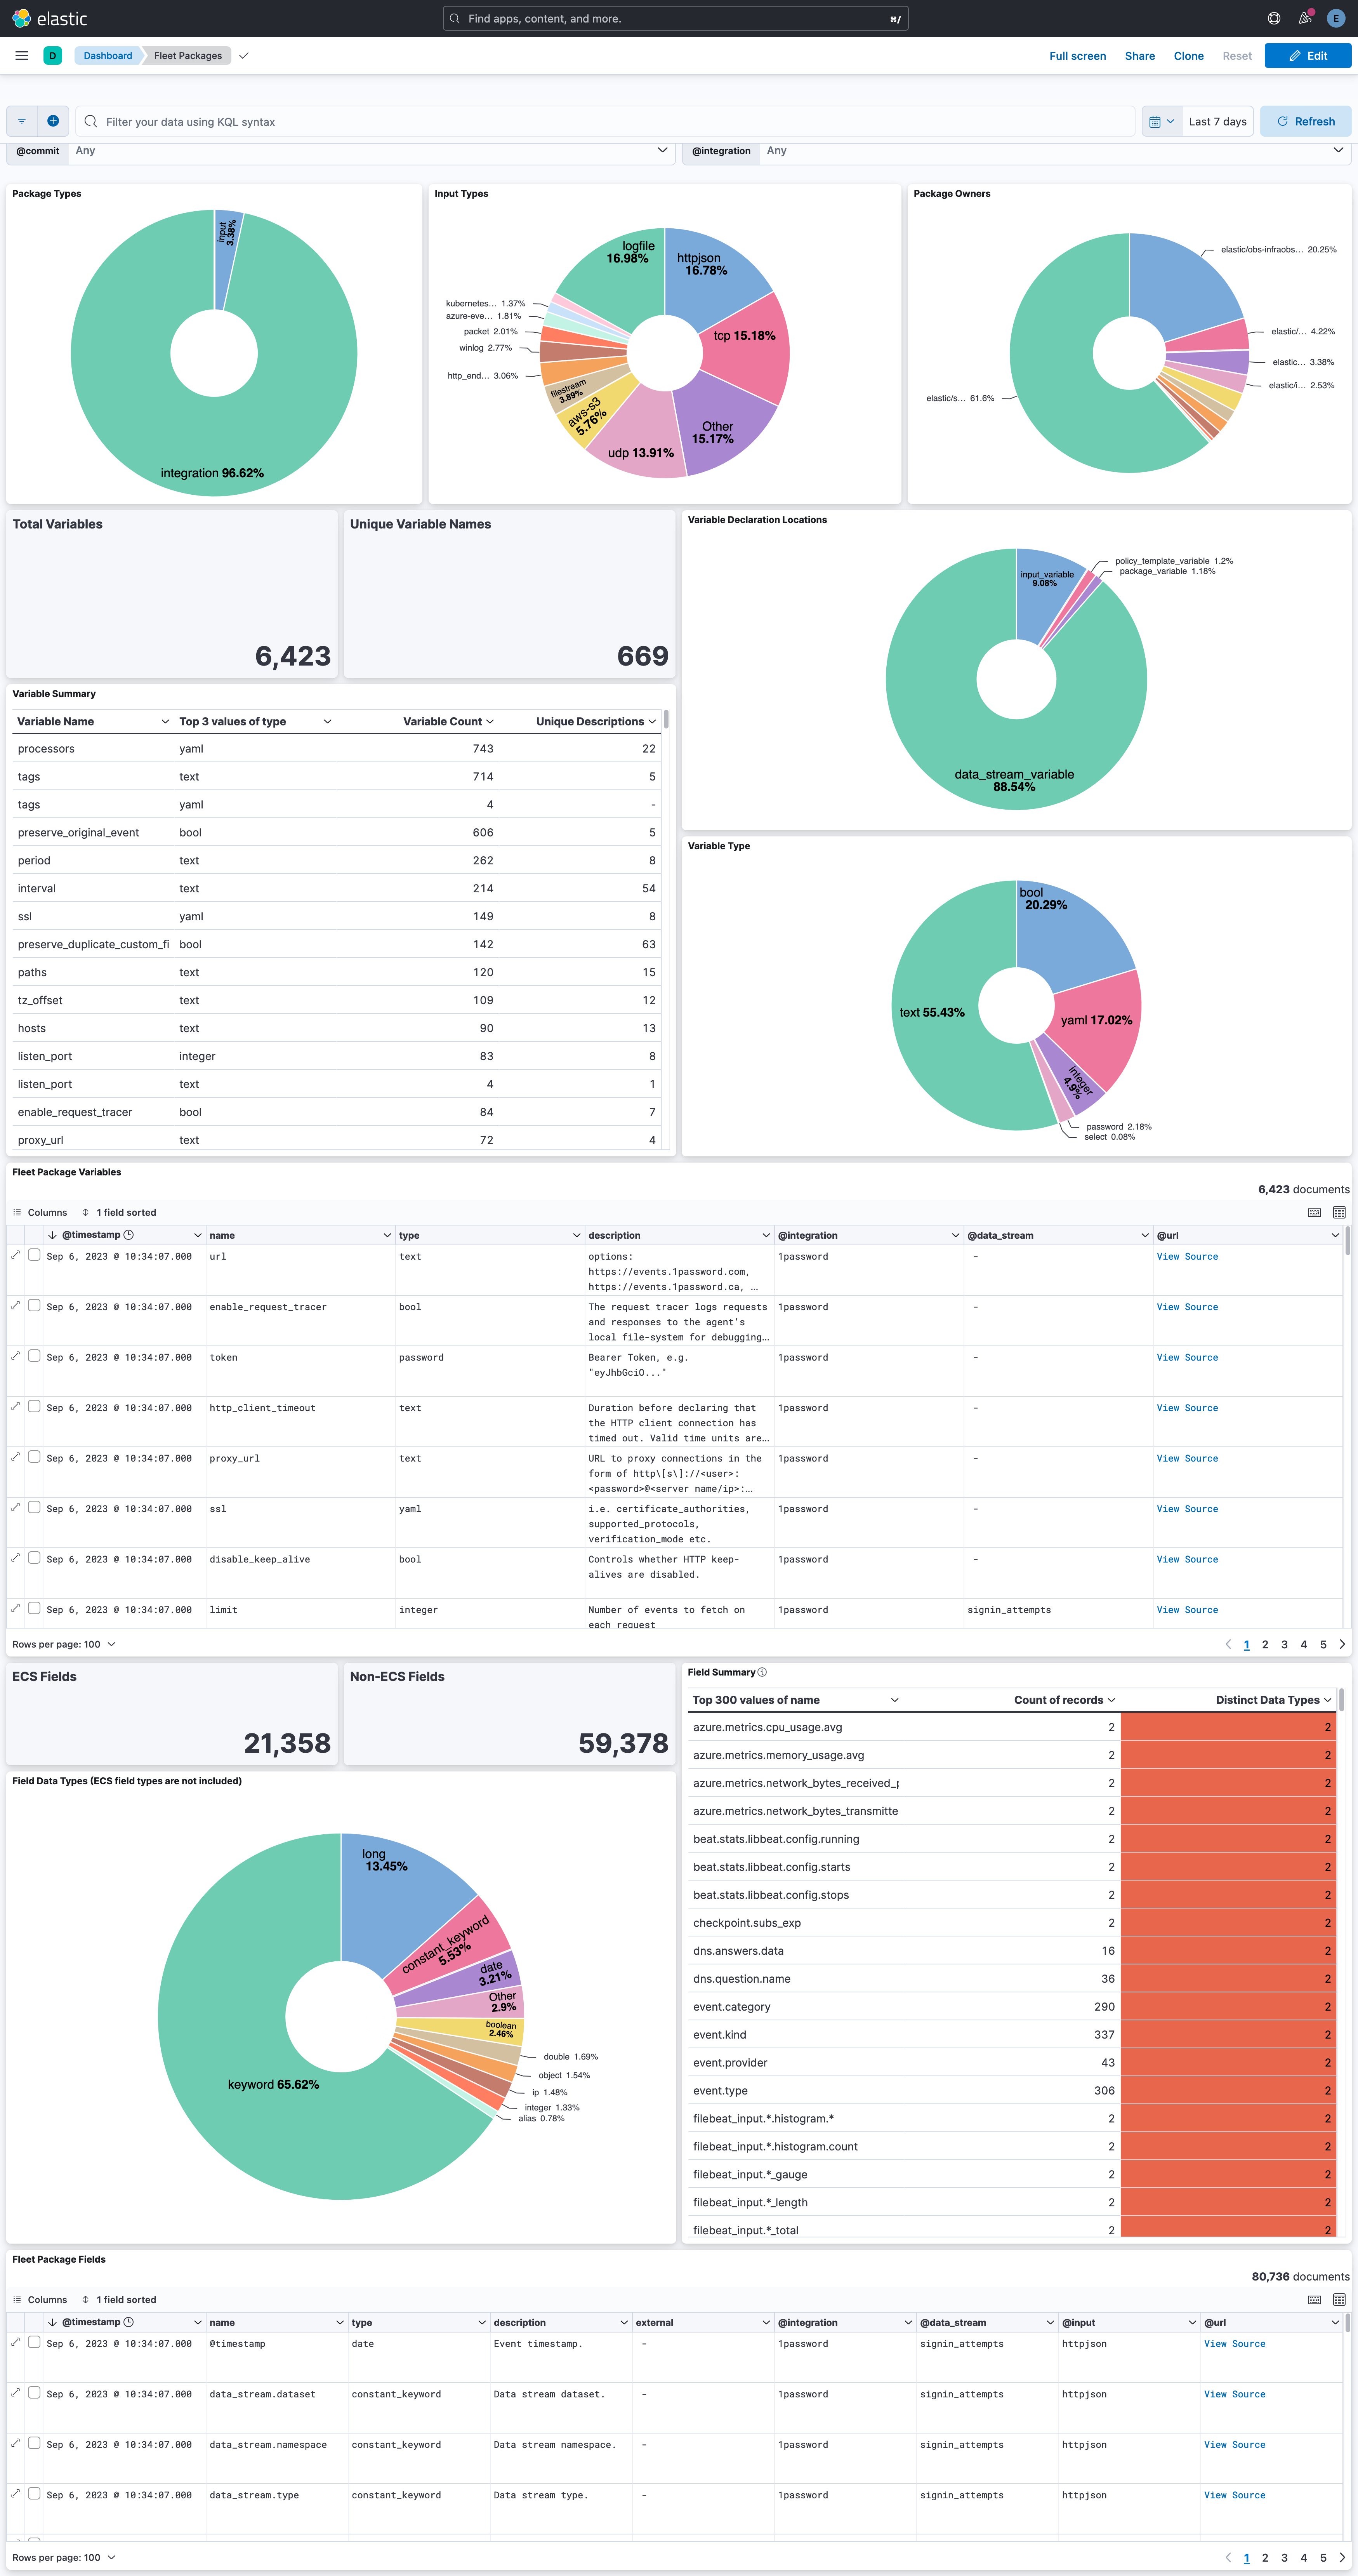 elastic
Find apps, content, and more.
⌘/
E
D
Dashboard
Fleet Packages
Full screen
Share
Clone
Reset
Edit
Filter your data using KQL syntax
Last 7 days
Refresh
@commit
Any
@integration
Any
Package Types
input
3.38%
integration 96.62%
Input Types
logfile
16.98%
httpjson
16.78%
tcp 15.18%
Other
15.17%
udp 13.91%
aws-s3
5.76%
filestream
3.89%
http_end... 3.06%
winlog 2.77%
packet 2.01%
azure-eve... 1.81%
kubernetes... 1.37%
Package Owners
elastic/obs-infraobs... 20.25%
elastic/... 4.22%
elastic... 3.38%
elastic/i... 2.53%
elastic/s... 61.6%
Total Variables
6,423
Unique Variable Names
669
Variable Declaration Locations
input_variable
9.08%
policy_template_variable 1.2%
package_variable 1.18%
data_stream_variable
88.54%
Variable Summary
Variable Name Top 3 values of type Variable Count Unique Descriptions
processors yaml 743 22
tags text 714 5
tags yaml 4 -
preserve_original_event bool 606 5
period text 262 8
interval text 214 54
ssl yaml 149 8
preserve_duplicate_custom_fi bool 142 63
paths text 120 15
tz_offset text 109 12
hosts text 90 13
listen_port integer 83 8
listen_port text 4 1
enable_request_tracer bool 84 7
proxy_url text 72 4
Variable Type
bool
20.29%
yaml 17.02%
integer
4.9%
password 2.18%
select 0.08%
text 55.43%
Fleet Package Variables
6,423 documents
Columns 1 field sorted
@timestamp name type description @integration @data_stream @url
Sep 6, 2023 @ 10:34:07.000 url text options: 1password - View Source
https://events.1password.com,
https://events.1password.ca, ...
Sep 6, 2023 @ 10:34:07.000 enable_request_tracer bool The request tracer logs requests 1password - View Source
and responses to the agent's
local file-system for debugging...
Sep 6, 2023 @ 10:34:07.000 token password Bearer Token, e.g. 1password - View Source
"eyJhbGciO..."
Sep 6, 2023 @ 10:34:07.000 http_client_timeout text Duration before declaring that 1password - View Source
the HTTP client connection has
timed out. Valid time units are...
Sep 6, 2023 @ 10:34:07.000 proxy_url text URL to proxy connections in the 1password - View Source
form of http\[s\]://<user>:
<password>@<server name/ip>:...
Sep 6, 2023 @ 10:34:07.000 ssl yaml i.e. certificate_authorities, 1password - View Source
supported_protocols,
verification_mode etc.
Sep 6, 2023 @ 10:34:07.000 disable_keep_alive bool Controls whether HTTP keep- 1password - View Source
alives are disabled.
Sep 6, 2023 @ 10:34:07.000 limit integer Number of events to fetch on 1password signin_attempts View Source
each request
Rows per page: 100
1 2 3 4 5
ECS Fields
21,358
Non-ECS Fields
59,378
Field Summary
Top 300 values of name Count of records Distinct Data Types
azure.metrics.cpu_usage.avg 2 2
azure.metrics.memory_usage.avg 2 2
azure.metrics.network_bytes_received_p 2 2
azure.metrics.network_bytes_transmitte 2 2
beat.stats.libbeat.config.running 2 2
beat.stats.libbeat.config.starts 2 2
beat.stats.libbeat.config.stops 2 2
checkpoint.subs_exp 2 2
dns.answers.data 16 2
dns.question.name 36 2
event.category 290 2
event.kind 337 2
event.provider 43 2
event.type 306 2
filebeat_input.*.histogram.* 2 2
filebeat_input.*.histogram.count 2 2
filebeat_input.*_gauge 2 2
filebeat_input.*_length 2 2
filebeat_input.*_total 2 2
Field Data Types (ECS field types are not included)
long
13.45%
constant_keyword
5.53%
date
3.21%
Other
2.9%
boolean
2.46%
double 1.69%
object 1.54%
ip 1.48%
integer 1.33%
alias 0.78%
keyword 65.62%
Fleet Package Fields
80,736 documents
Columns 1 field sorted
@timestamp name type description external @integration @data_stream @input @url
Sep 6, 2023 @ 10:34:07.000 @timestamp date Event timestamp. - 1password signin_attempts httpjson View Source
Sep 6, 2023 @ 10:34:07.000 data_stream.dataset constant_keyword Data stream dataset. - 1password signin_attempts httpjson View Source
Sep 6, 2023 @ 10:34:07.000 data_stream.namespace constant_keyword Data stream namespace. - 1password signin_attempts httpjson View Source
Sep 6, 2023 @ 10:34:07.000 data_stream.type constant_keyword Data stream type. - 1password signin_attempts httpjson View Source
Rows per page: 100
1 2 3 4 5